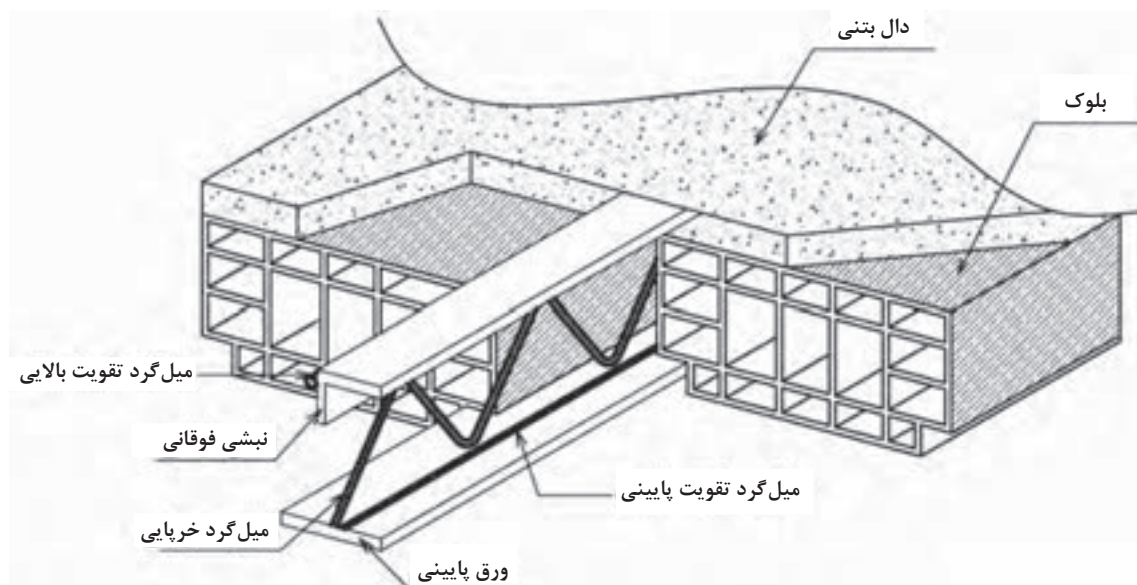 دال بتنی
بلوک
میل‌گرد تقویت بالایی
نبشی فوقانی
میل‌گرد تقویت پایینی
میل‌گرد خرپایی
ورق پایینی